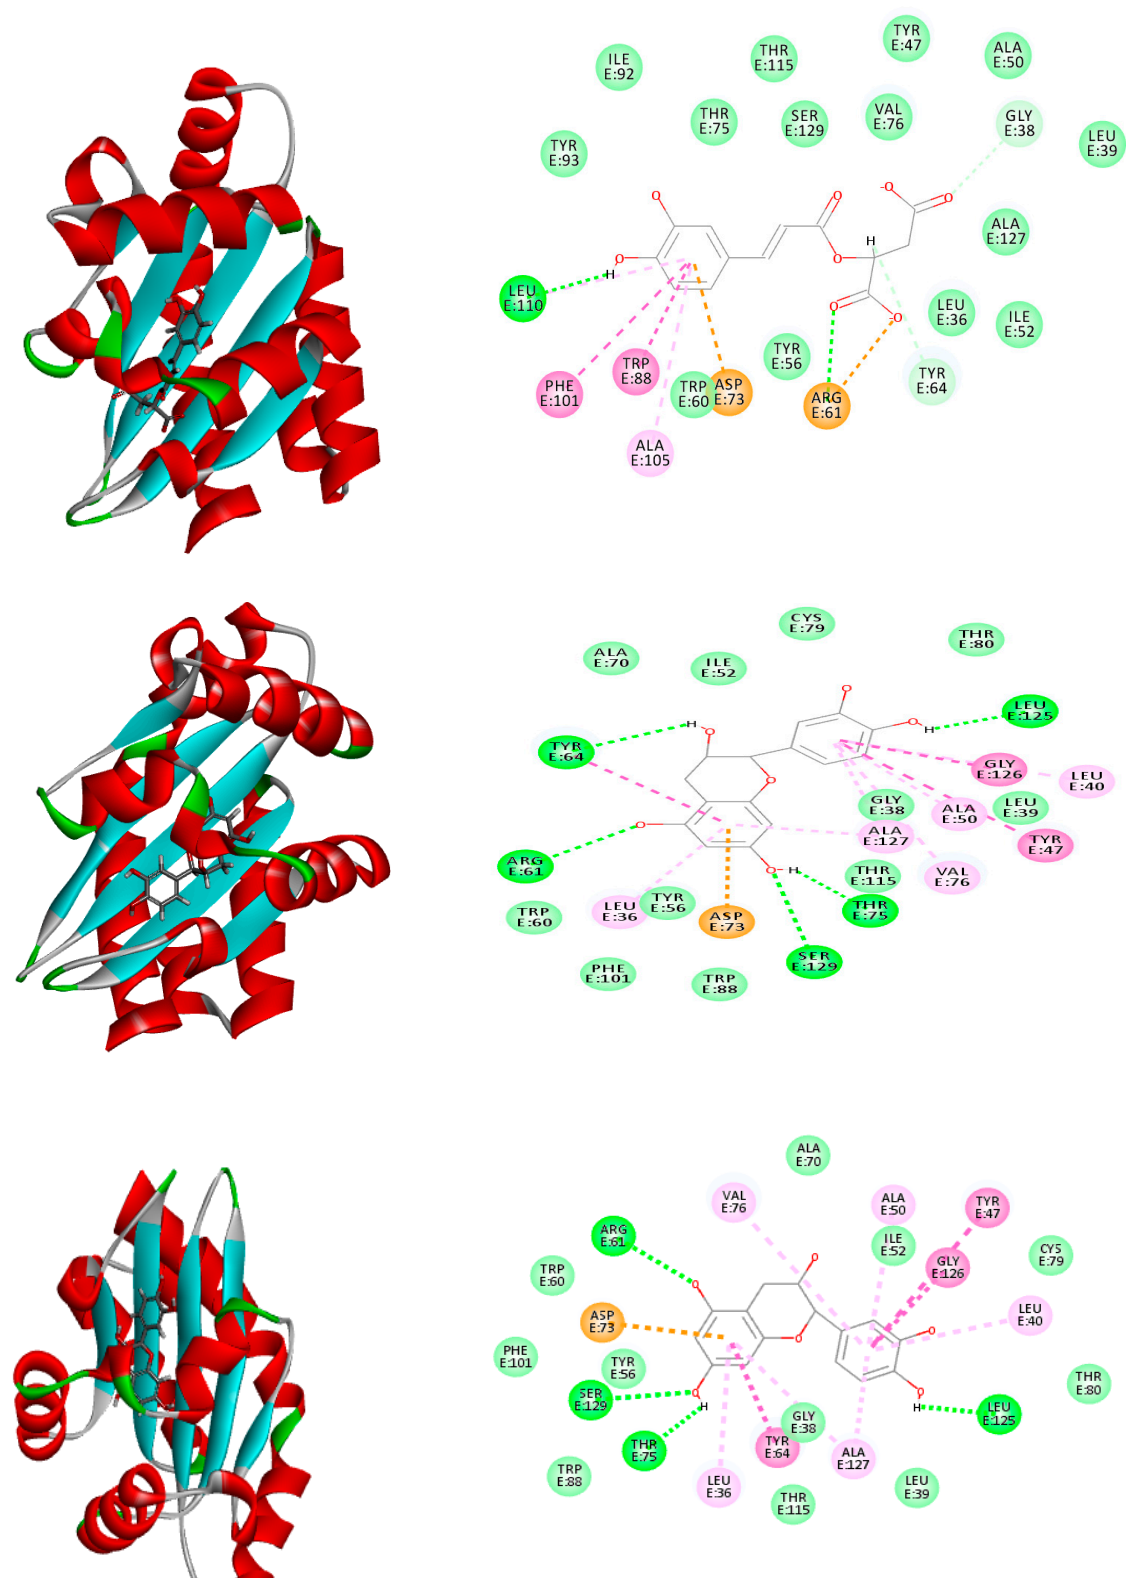 TYR
E:47
ALA
E:50
THR
E:115
ILE
E:92
GLY
E:38
THR
E:75
SER
E:129
VAL
E:76
LEU
E:39
TYR
E:93
O
-O
O
O
H
ALA
E:127
O
O
H
LEU
E:110
O
O-
LEU
E:36
ILE
E:52
TYR
E:56
TRP
E:88
TYR
E:64
PHE
E:101
TRP
E:60
ASP
E:73
ARG
E:61
ALA
E:105
CYS
E:79
THR
E:80
ALA
E:70
ILE
E:52
O
LEU
E:125
H
O
O
H
TYR
E:64
GLY
E:126
LEU
E:40
O
GLY
E:38
ALA
E:50
LEU
E:39
O
ALA
E:127
TYR
E:47
ARG
E:61
O
H
THR
E:115
VAL
E:76
LEU
E:36
TYR
E:56
TRP
E:60
ASP
E:73
THR
E:75
SER
E:129
PHE
E:101
TRP
E:88
ALA
E:70
VAL
E:76
ALA
E:50
TYR
E:47
ARG
E:61
ILE
E:52
CYS
E:79
TRP
E:60
O
GLY
E:126
O
ASP
E:73
LEU
E:40
O
O
PHE
E:101
TYR
E:56
THR
E:80
SER
E:129
O
H
O
H
LEU
E:125
GLY
E:38
THR
E:75
TYR
E:64
ALA
E:127
TRP
E:88
LEU
E:36
THR
E:115
LEU
E:39